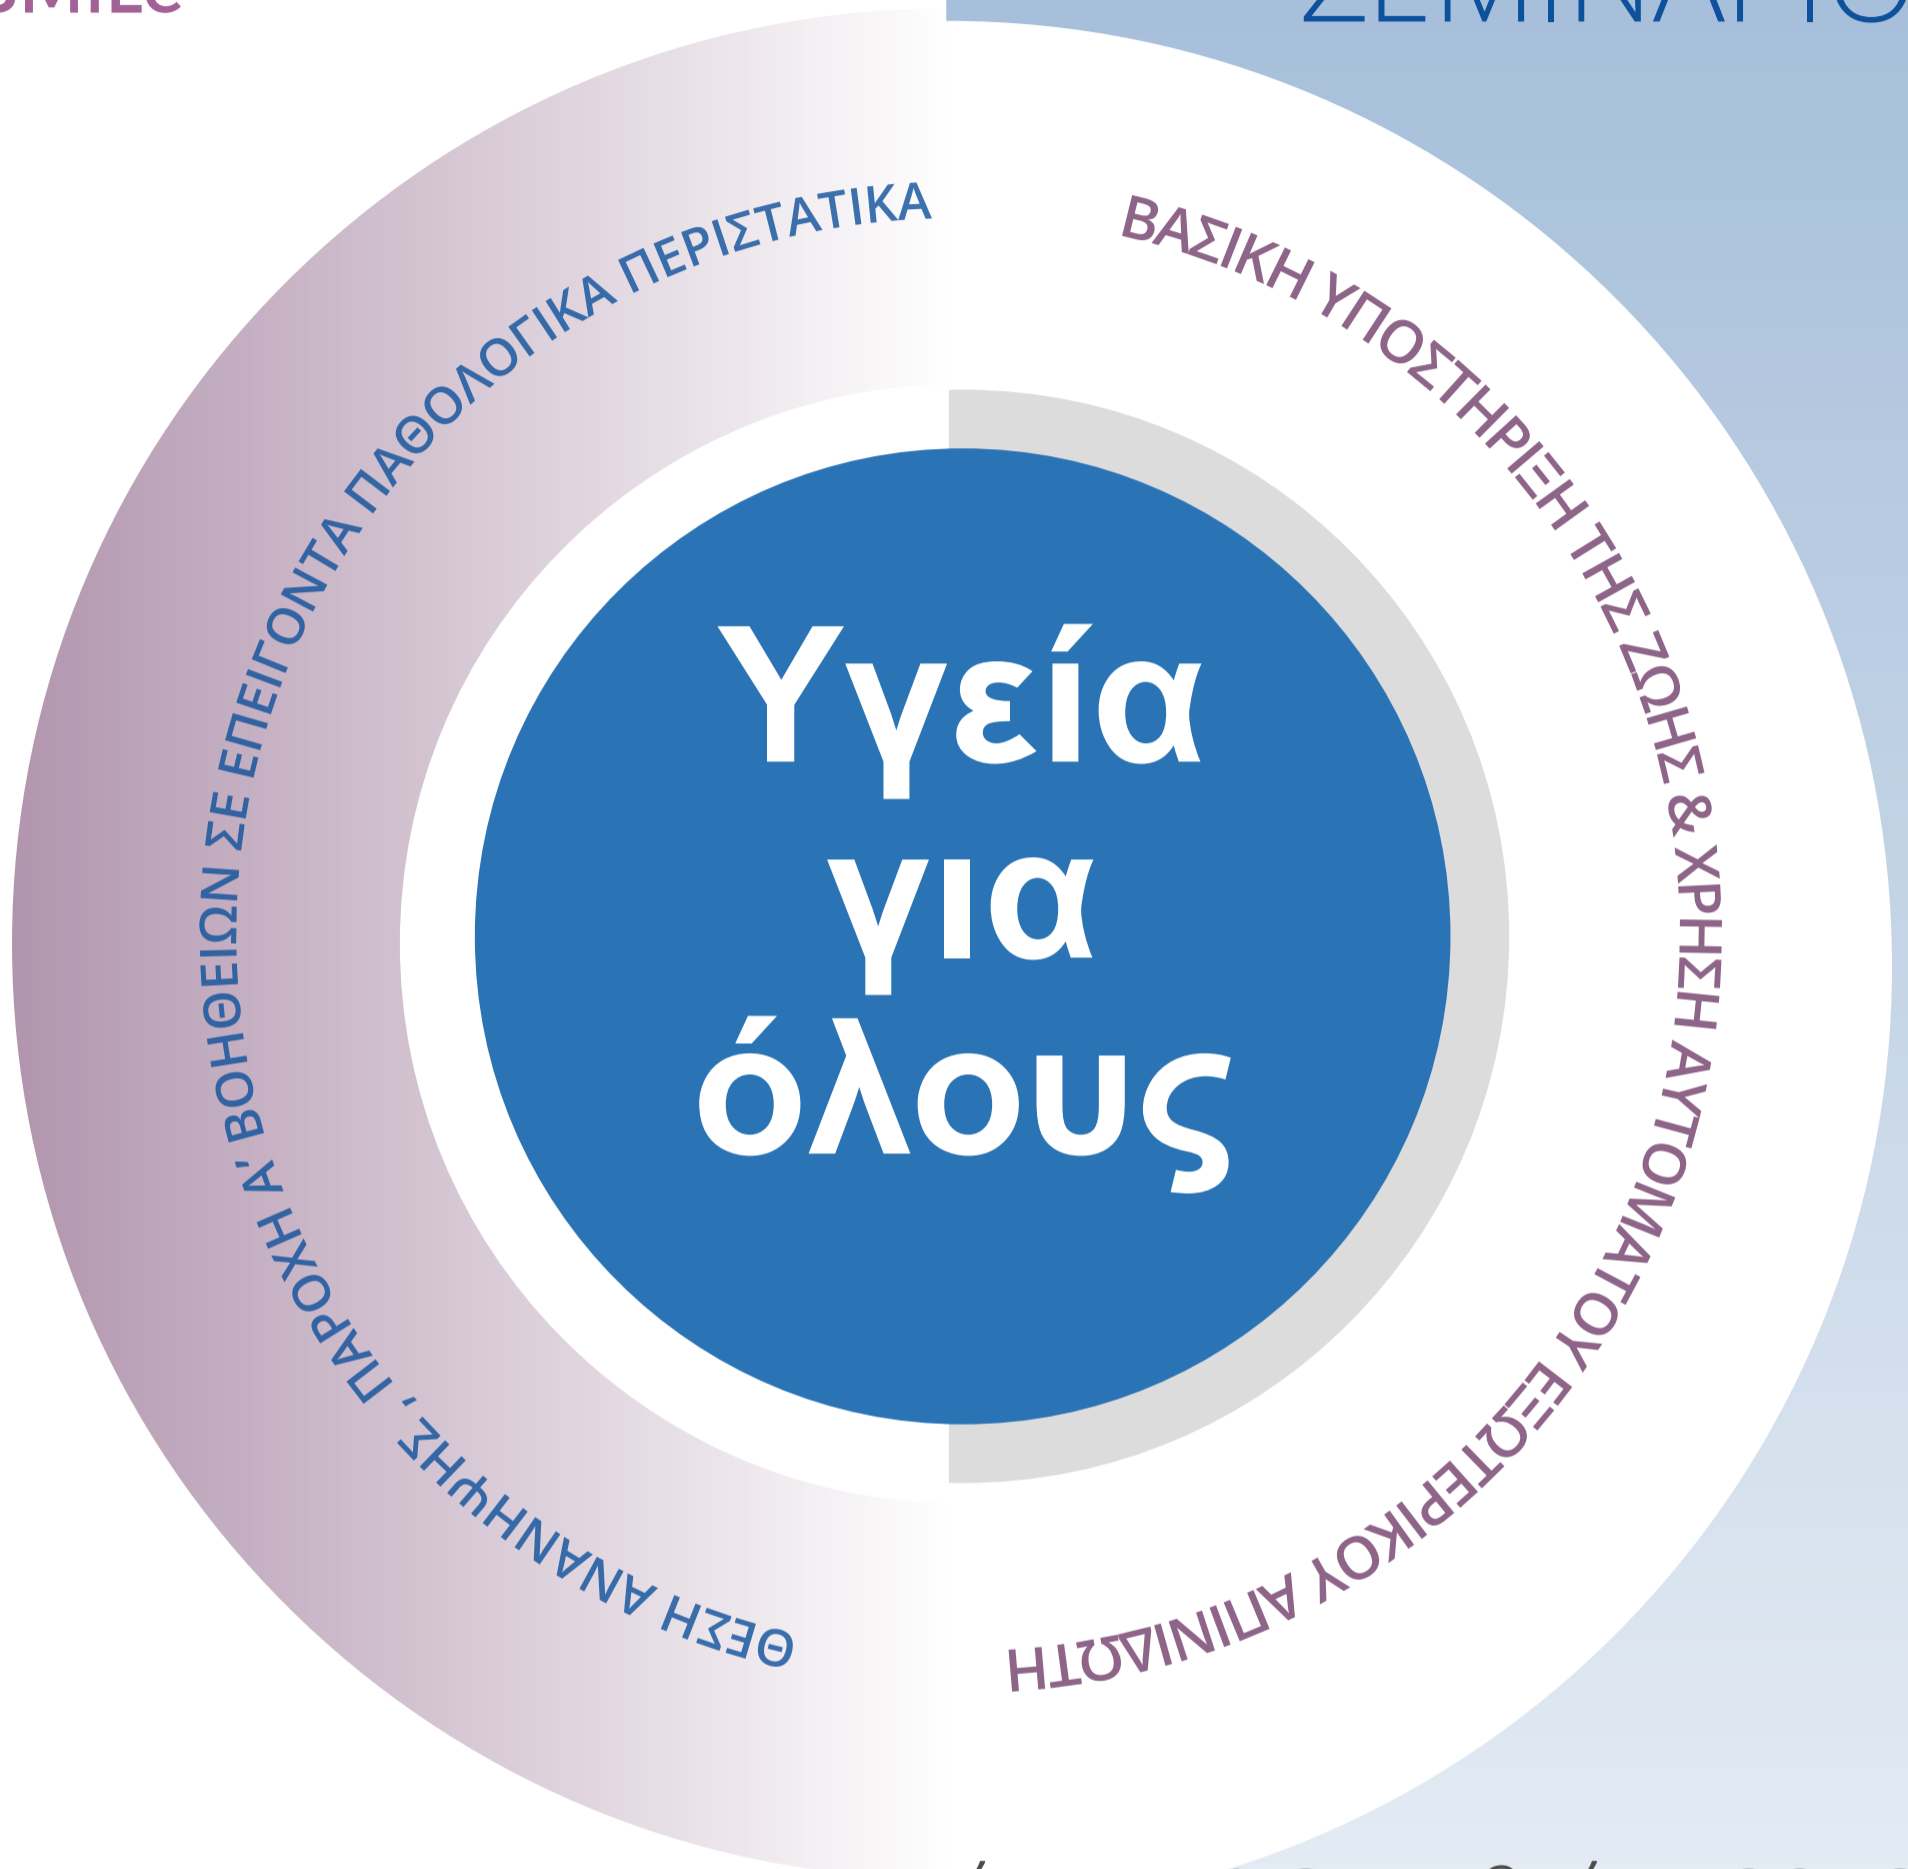 Υγεία
για
όλους
ΘΕΣΗ ΑΝΑΝΗΨΗΣ, ΠΑΡΟΧΗ Α’ ΒΟΗΘΕΙΩΝ ΣΕ ΕΠΕΙΓΟΝΤΑ ΠΑΘΟΛΟΓΙΚΑ ΠΕΡΙΣΤΑΤΙΚΑ
ΒΑΣΙΚΗ ΥΠΟΣΤΗΡΙΞΗ ΤΗΣ ΖΩΗΣ & ΧΡΗΣΗ ΑΥΤΟΜΑΤΟΥ ΕΞΩΤΕΡΙΚΟΥ ΑΠΙΝΙΔΩΤΗ